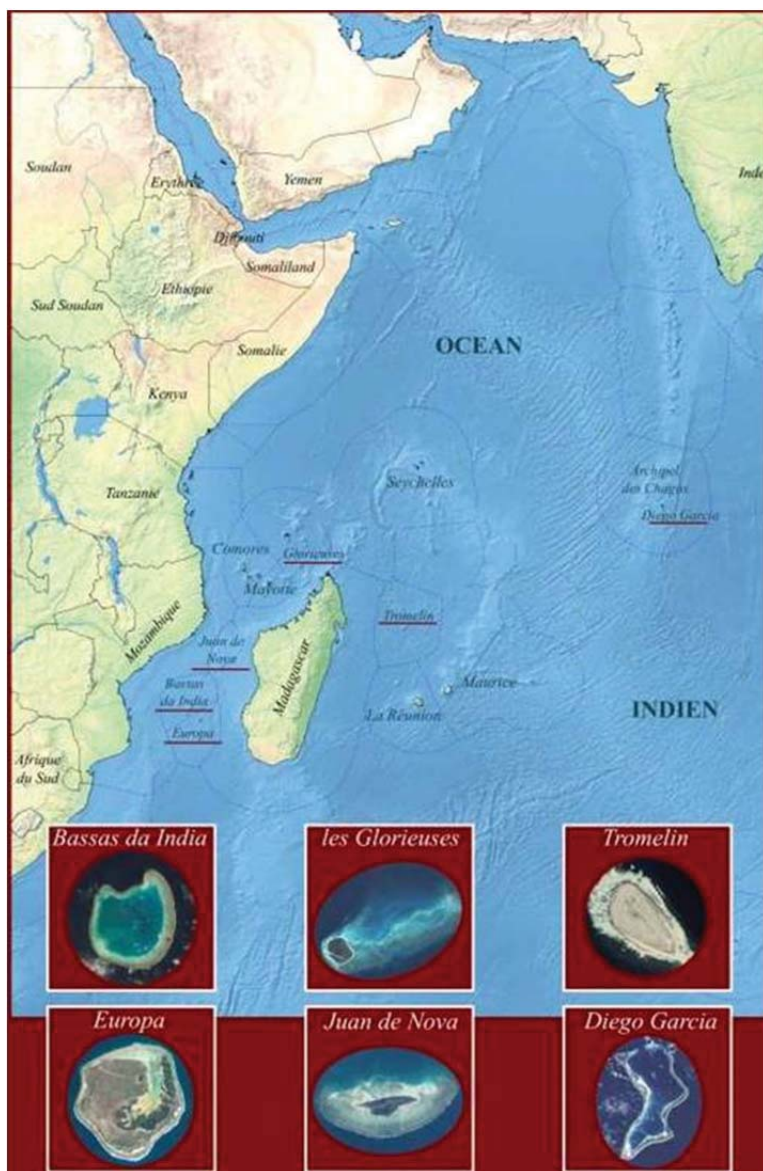 Soudan
Erythrée
Yemen
Inde
Djibouti
Somaliland
Ethiopie
Sud Soudan
Somalie
OCEAN
Kenya
Seychelles
Archipel
des Chagos
Tanzanie
Diego Garcia
Comores
Glorieuses
Mayotte
Mozambique
Tromelin
Juan de
Nova
Madagascar
Bassas
da India
Maurice
La Réunion
INDIEN
Europa
Afrique
du Sud
Bassas da India
les Glorieuses
Tromelin
Europa
Juan de Nova
Diego Garcia